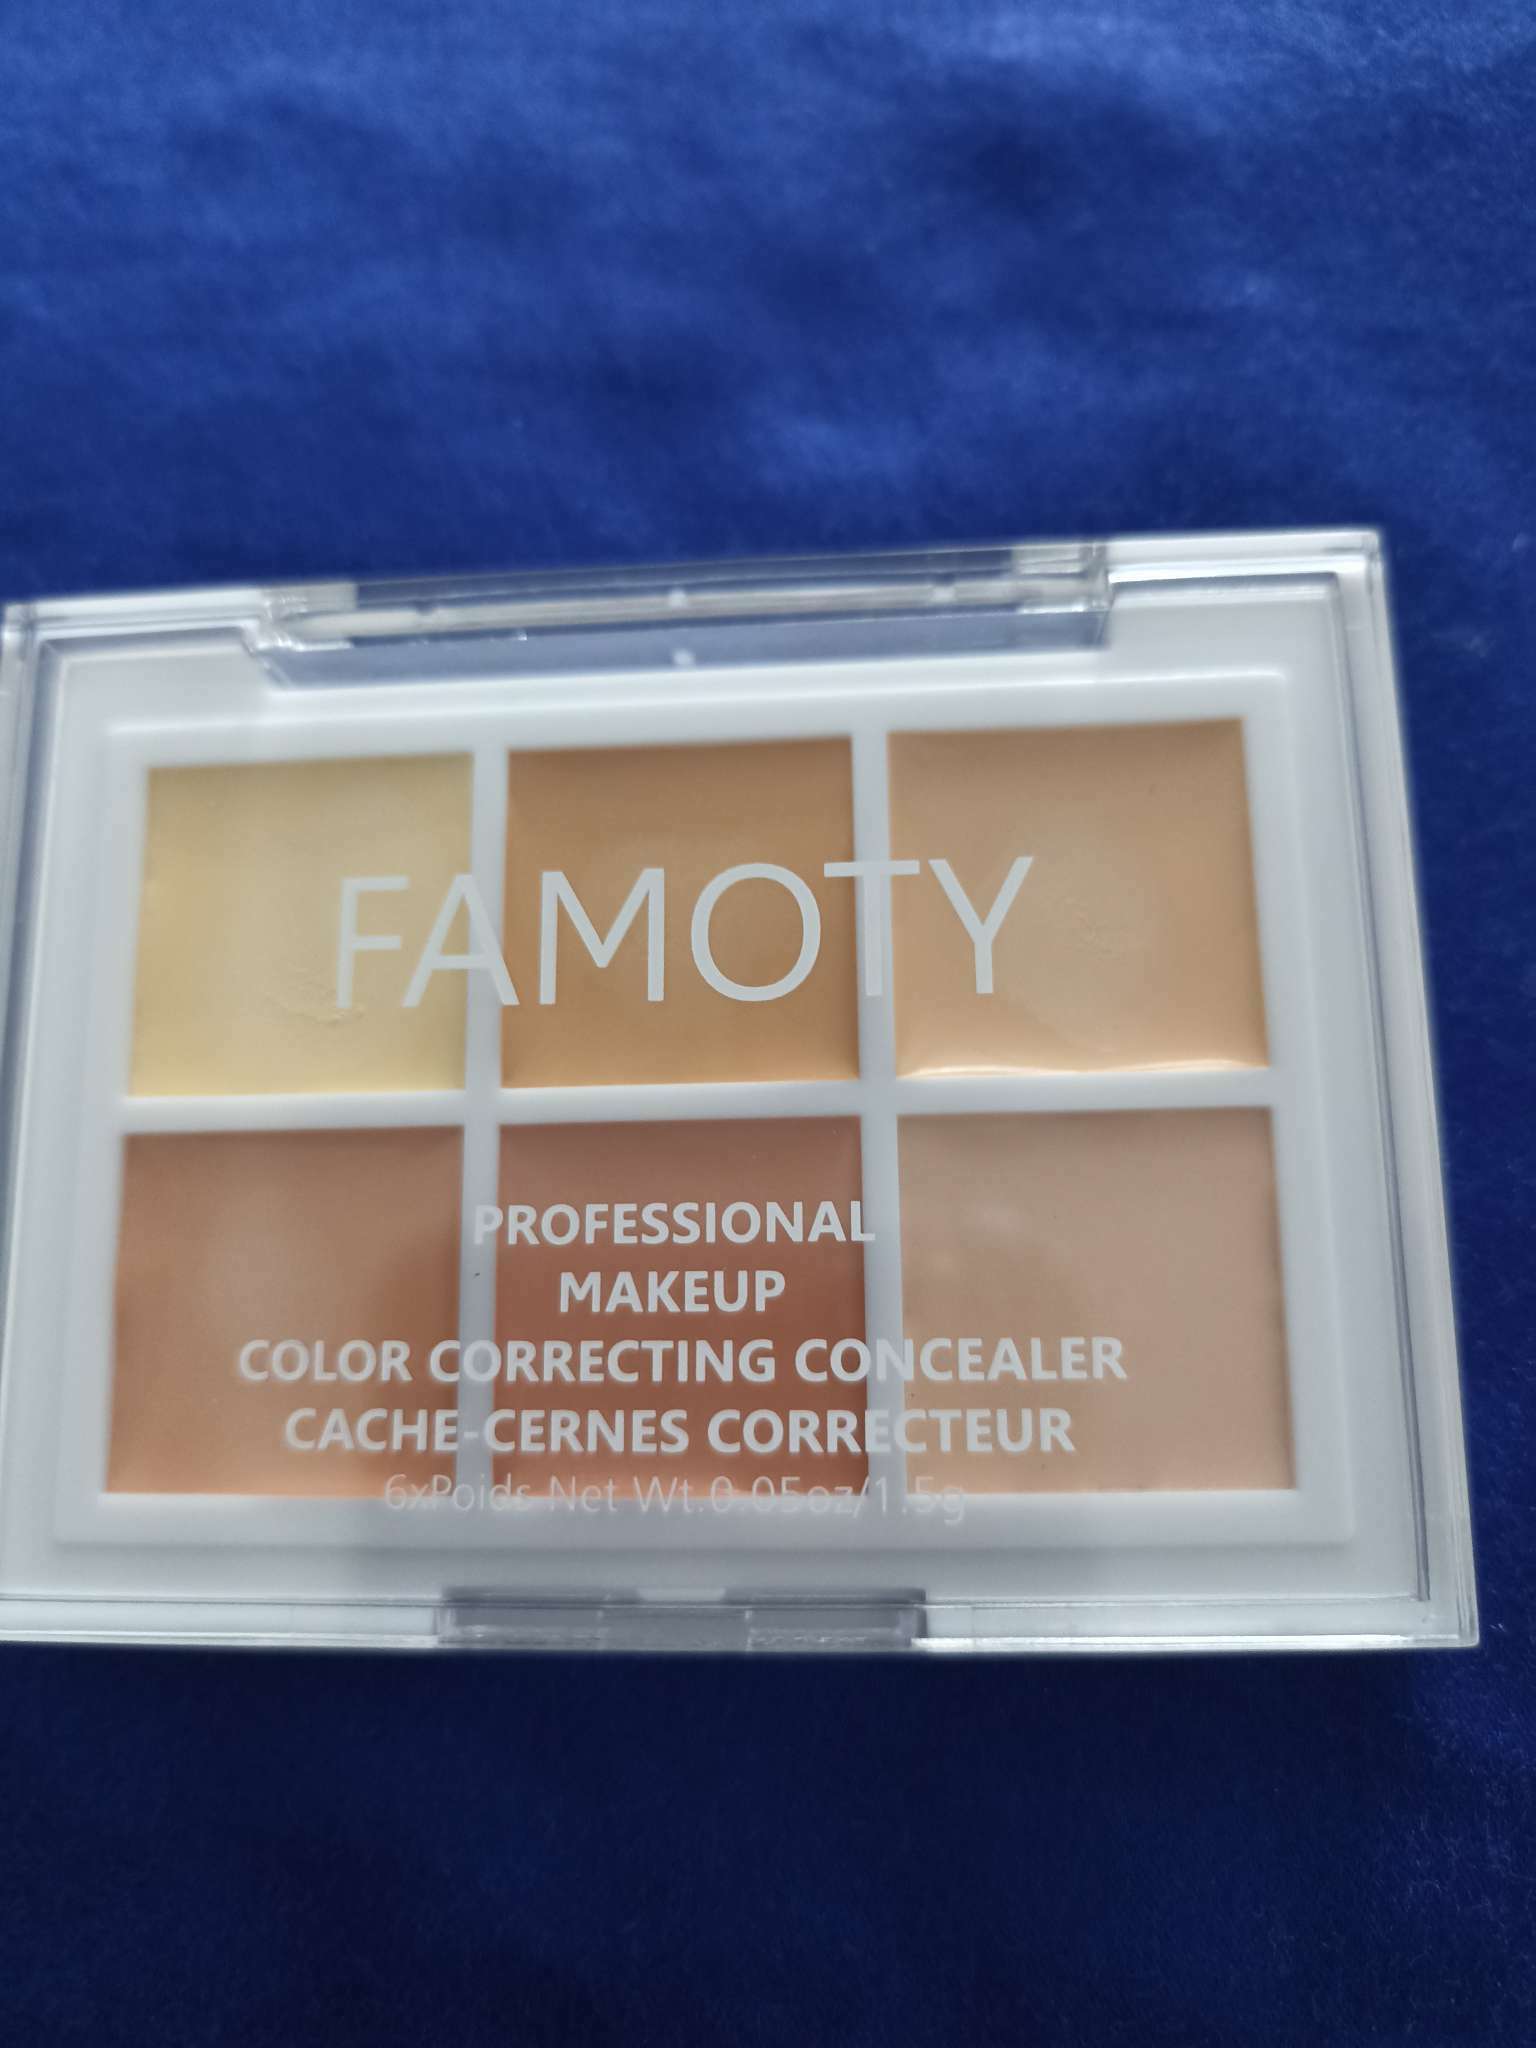 FAMOTY
PROFESSIONAL
MAKEUP
COLOR CORRECTING CONCEALER
CACHE-CERNES CORRECTEUR
6xPoids Net Wt.0.05oz/1.5g